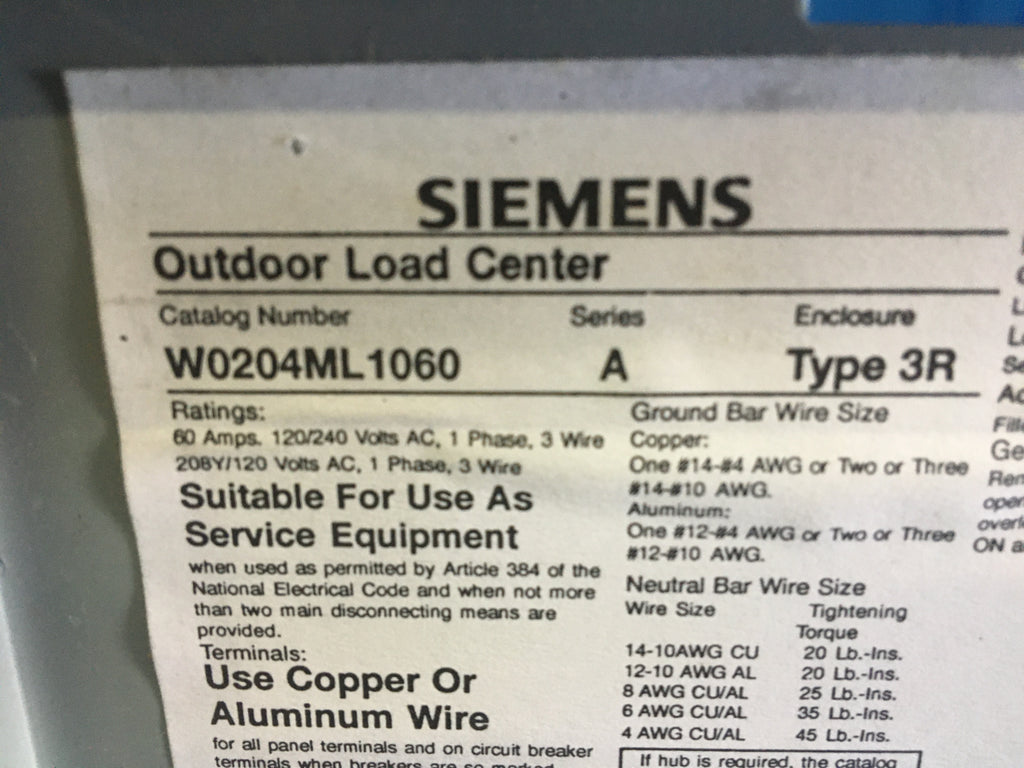 SIEMENS
Outdoor Load Center
Catalog Number Series Enclosure
W0204ML1060 A Type 3R
Ratings:
60 Amps. 120/240 Volts AC, 1 Phase, 3 Wire
208Y/120 Volts AC, 1 Phase, 3 Wire
Suitable For Use As
Service Equipment
when used as permitted by Article 384 of the
National Electrical Code and when not more
than two main disconnecting means are
provided.
Terminals:
Use Copper Or
Aluminum Wire
for all panel terminals and on circuit breaker
terminals when breakers are so marked
Ground Bar Wire Size
Copper:
One #14-#4 AWG or Two or Three
#14-#10 AWG.
Aluminum:
One #12-#4 AWG or Two or Three
#12-#10 AWG.
Neutral Bar Wire Size
Wire Size Tightening
Torque
14-10AWG CU 20 Lb.-Ins.
12-10 AWG AL 20 Lb.-Ins.
8 AWG CU/AL 25 Lb.-Ins.
6 AWG CU/AL 35 Lb.-Ins.
4 AWG CU/AL 45 Lb.-Ins.
If hub is required, the catalog
ON